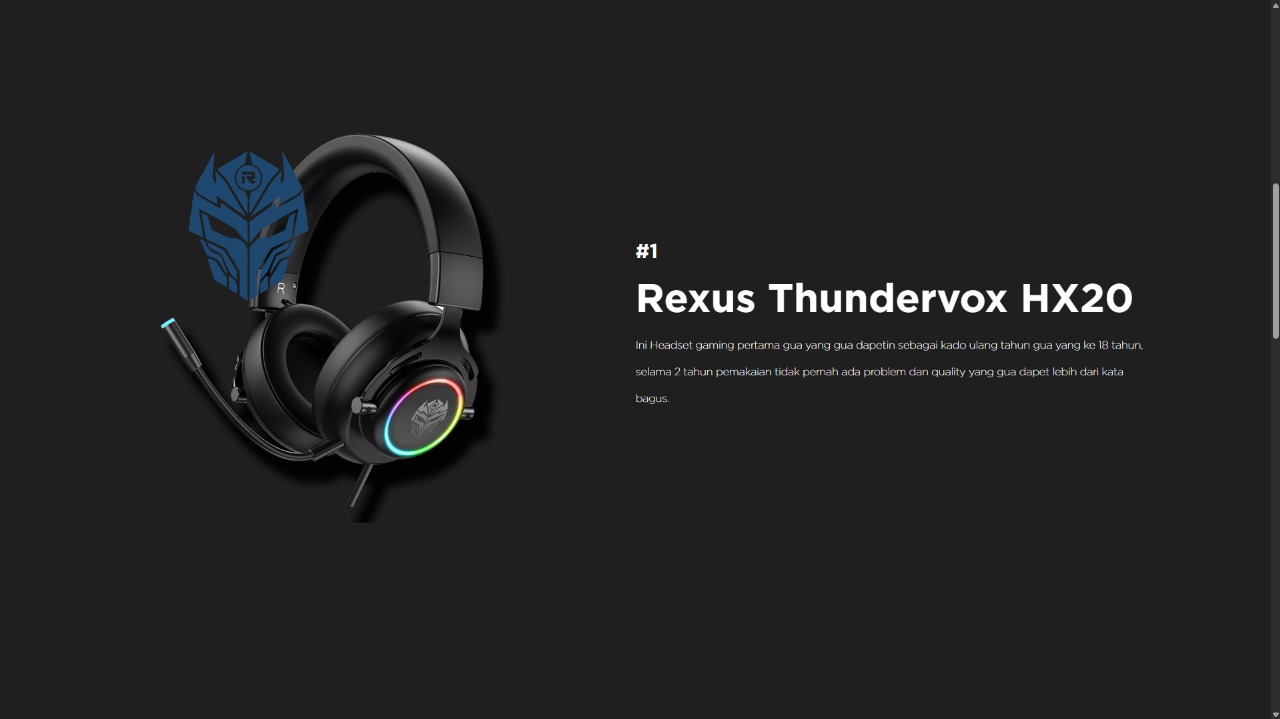 R
#1
Rexus Thundervox HX20
Ini Headset gaming pertama gua yang gua dapetin sebagai kado ulang tahun gua yang ke 18 tahun,
selama 2 tahun pemakaian tidak pernah ada problem dan quality yang gua dapet lebih dari kata
bagus.